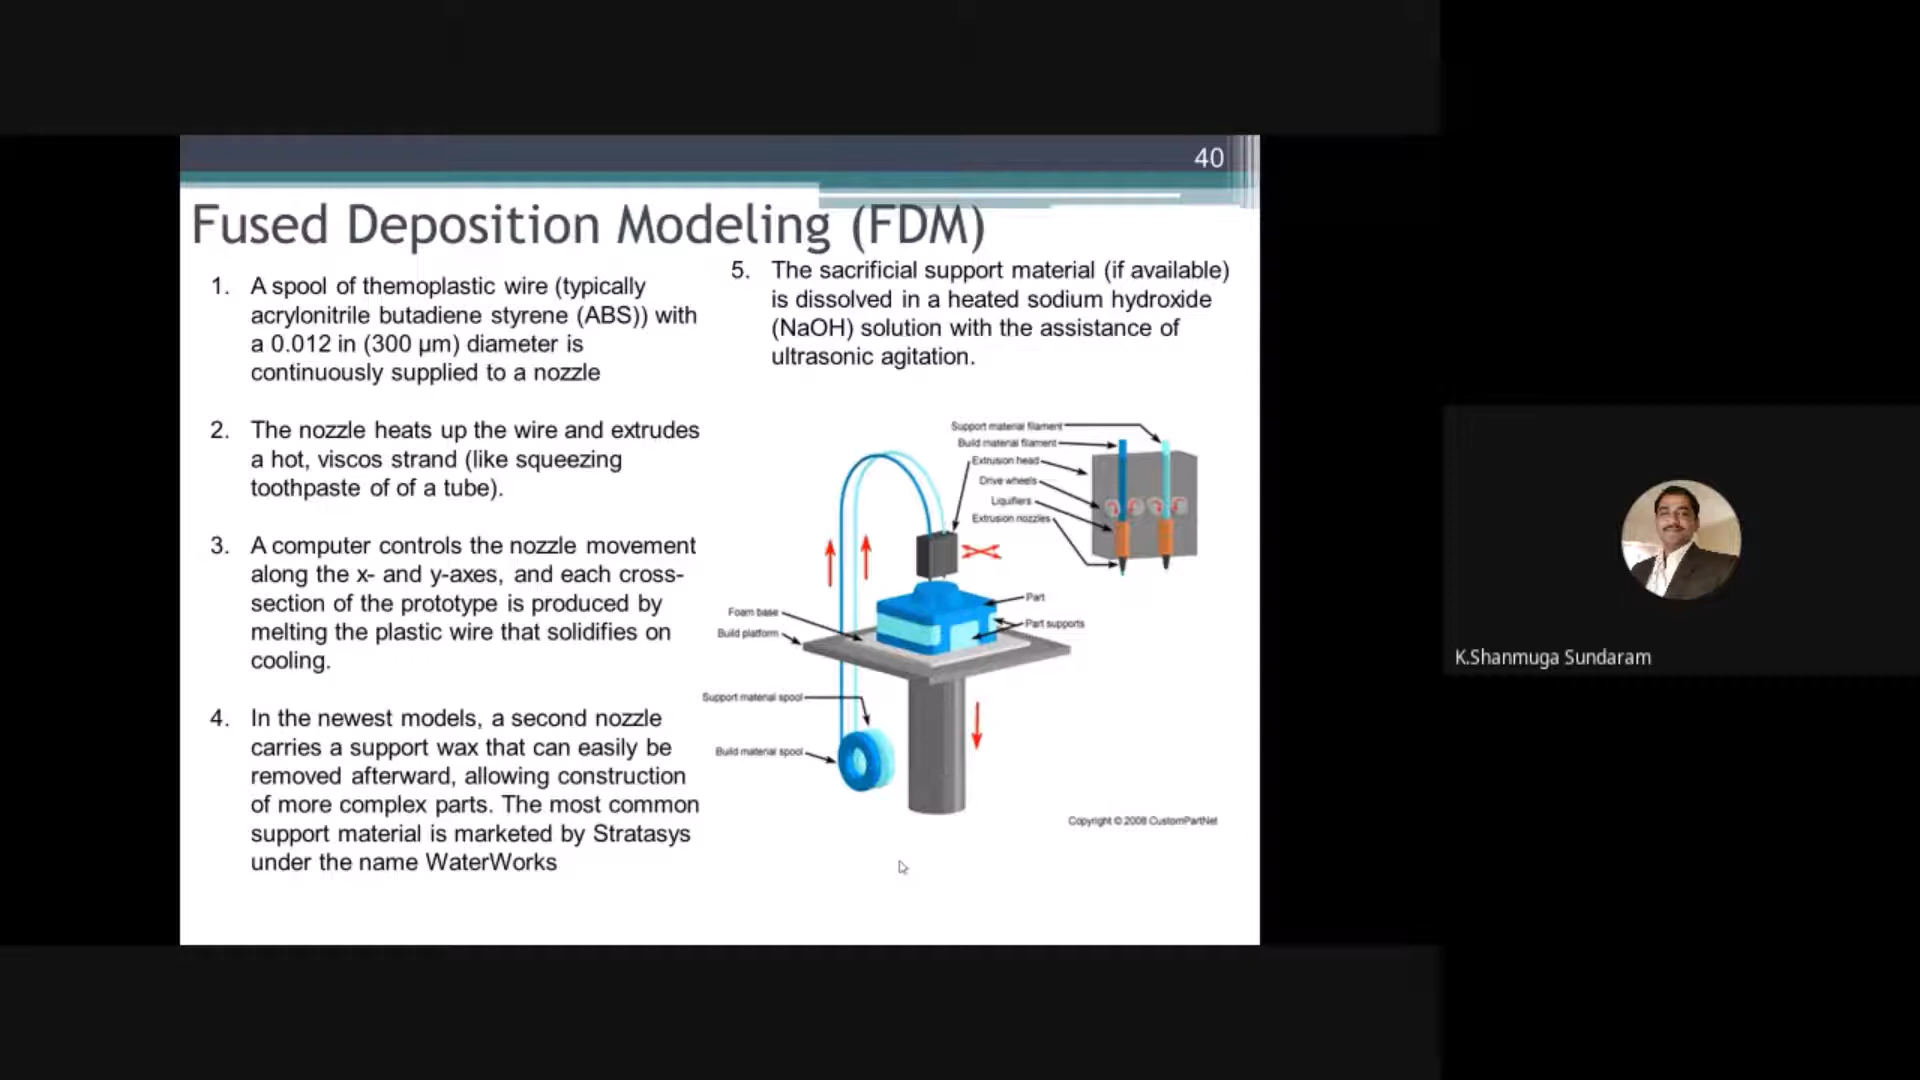 40
Fused Deposition Modeling (FDM)
1. A spool of themoplastic wire (typically
acrylonitrile butadiene styrene (ABS)) with
a 0.012 in (300 μm) diameter is
continuously supplied to a nozzle
2. The nozzle heats up the wire and extrudes
a hot, viscos strand (like squeezing
toothpaste of of a tube).
3. A computer controls the nozzle movement
along the x- and y-axes, and each cross-
section of the prototype is produced by
melting the plastic wire that solidifies on
cooling.
4. In the newest models, a second nozzle
carries a support wax that can easily be
removed afterward, allowing construction
of more complex parts. The most common
support material is marketed by Stratasys
under the name WaterWorks
5. The sacrificial support material (if available)
is dissolved in a heated sodium hydroxide
(NaOH) solution with the assistance of
ultrasonic agitation.
Support material filament
Build material filament
Extrusion head
Drive wheels
Liquifiers
Extrusion nozzles
Part
Foam base
Part supports
Build platform
Support material spool
Build material spool
Copyright © 2008 CustomPartNet
K.Shanmuga Sundaram